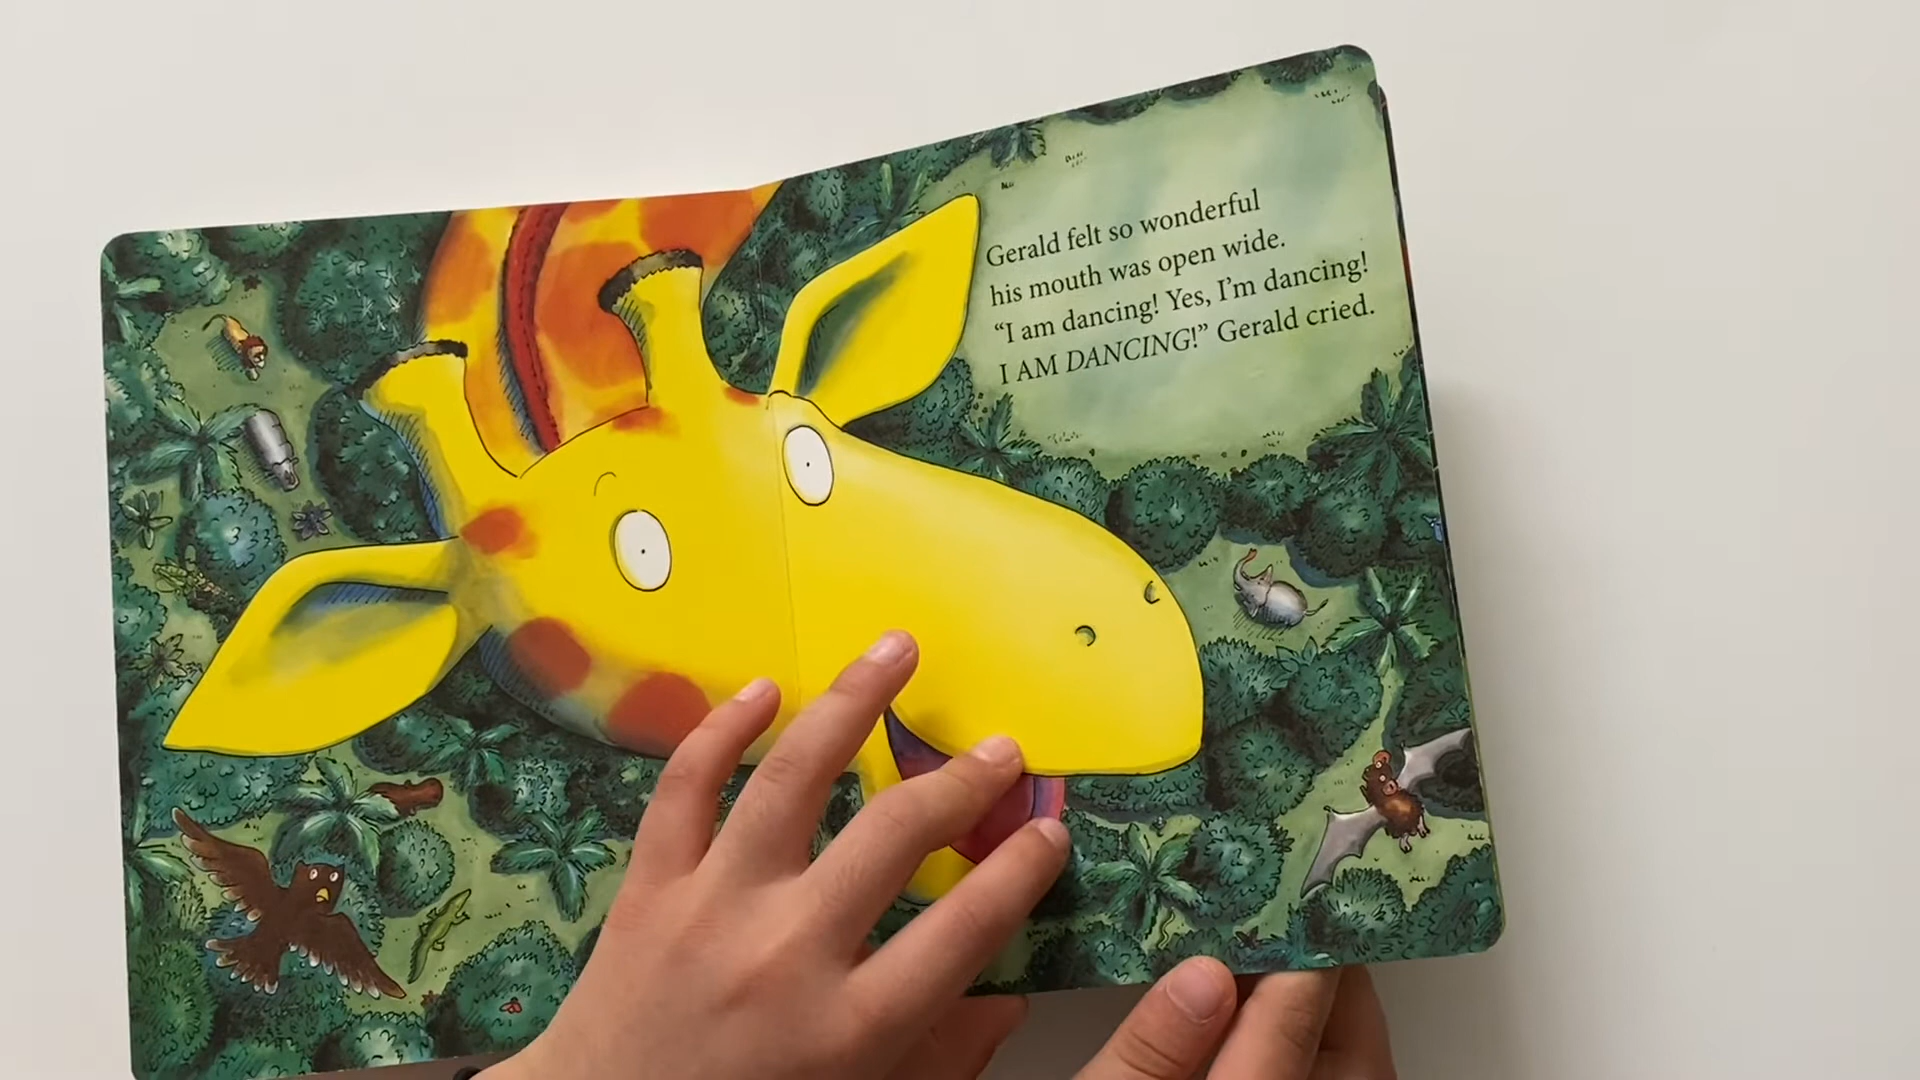 Gerald felt so wonderful
his mouth was open wide.
“I am dancing! Yes, I’m dancing!
I AM DANCING!” Gerald cried.